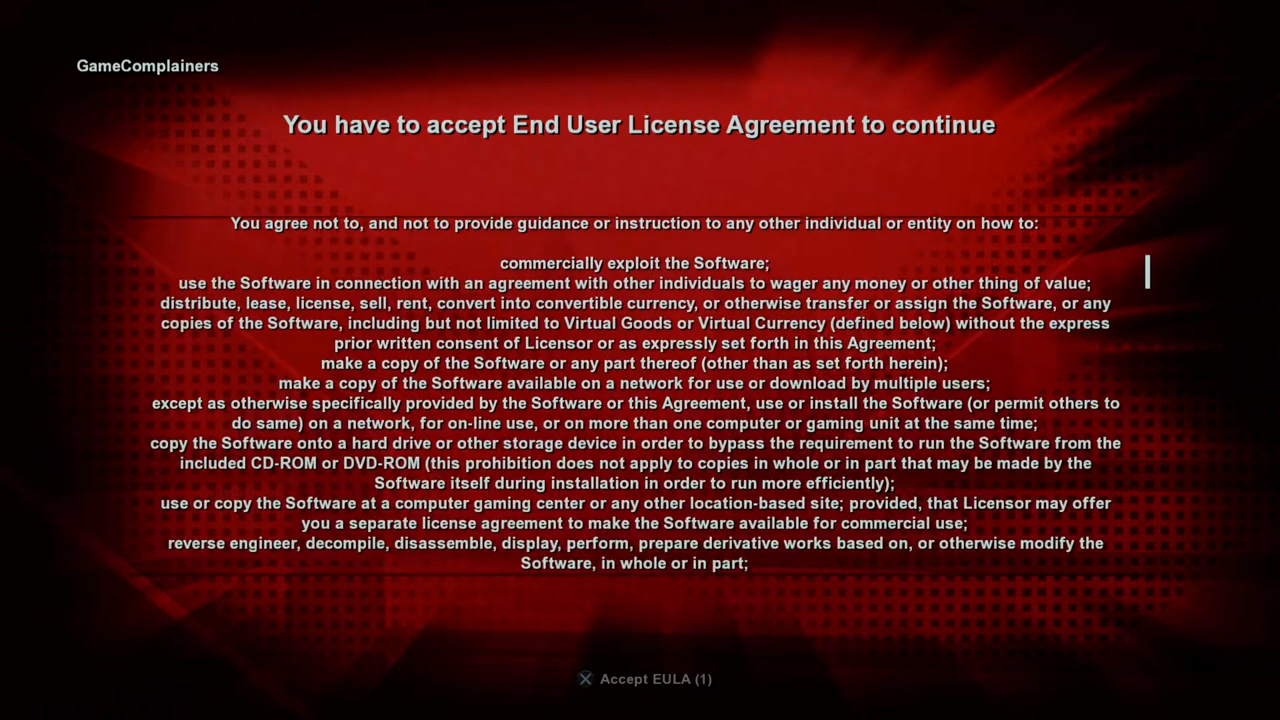 GameComplainers
You have to accept End User License Agreement to continue
You agree not to, and not to provide guidance or instruction to any other individual or entity on how to:
commercially exploit the Software;
use the Software in connection with an agreement with other individuals to wager any money or other thing of value;
distribute, lease, license, sell, rent, convert into convertible currency, or otherwise transfer or assign the Software, or any
copies of the Software, including but not limited to Virtual Goods or Virtual Currency (defined below) without the express
prior written consent of Licensor or as expressly set forth in this Agreement;
make a copy of the Software or any part thereof (other than as set forth herein);
make a copy of the Software available on a network for use or download by multiple users;
except as otherwise specifically provided by the Software or this Agreement, use or install the Software (or permit others to
do same) on a network, for on-line use, or on more than one computer or gaming unit at the same time;
copy the Software onto a hard drive or other storage device in order to bypass the requirement to run the Software from the
included CD-ROM or DVD-ROM (this prohibition does not apply to copies in whole or in part that may be made by the
Software itself during installation in order to run more efficiently);
use or copy the Software at a computer gaming center or any other location-based site; provided, that Licensor may offer
you a separate license agreement to make the Software available for commercial use;
reverse engineer, decompile, disassemble, display, perform, prepare derivative works based on, or otherwise modify the
Software, in whole or in part;
Accept EULA (1)